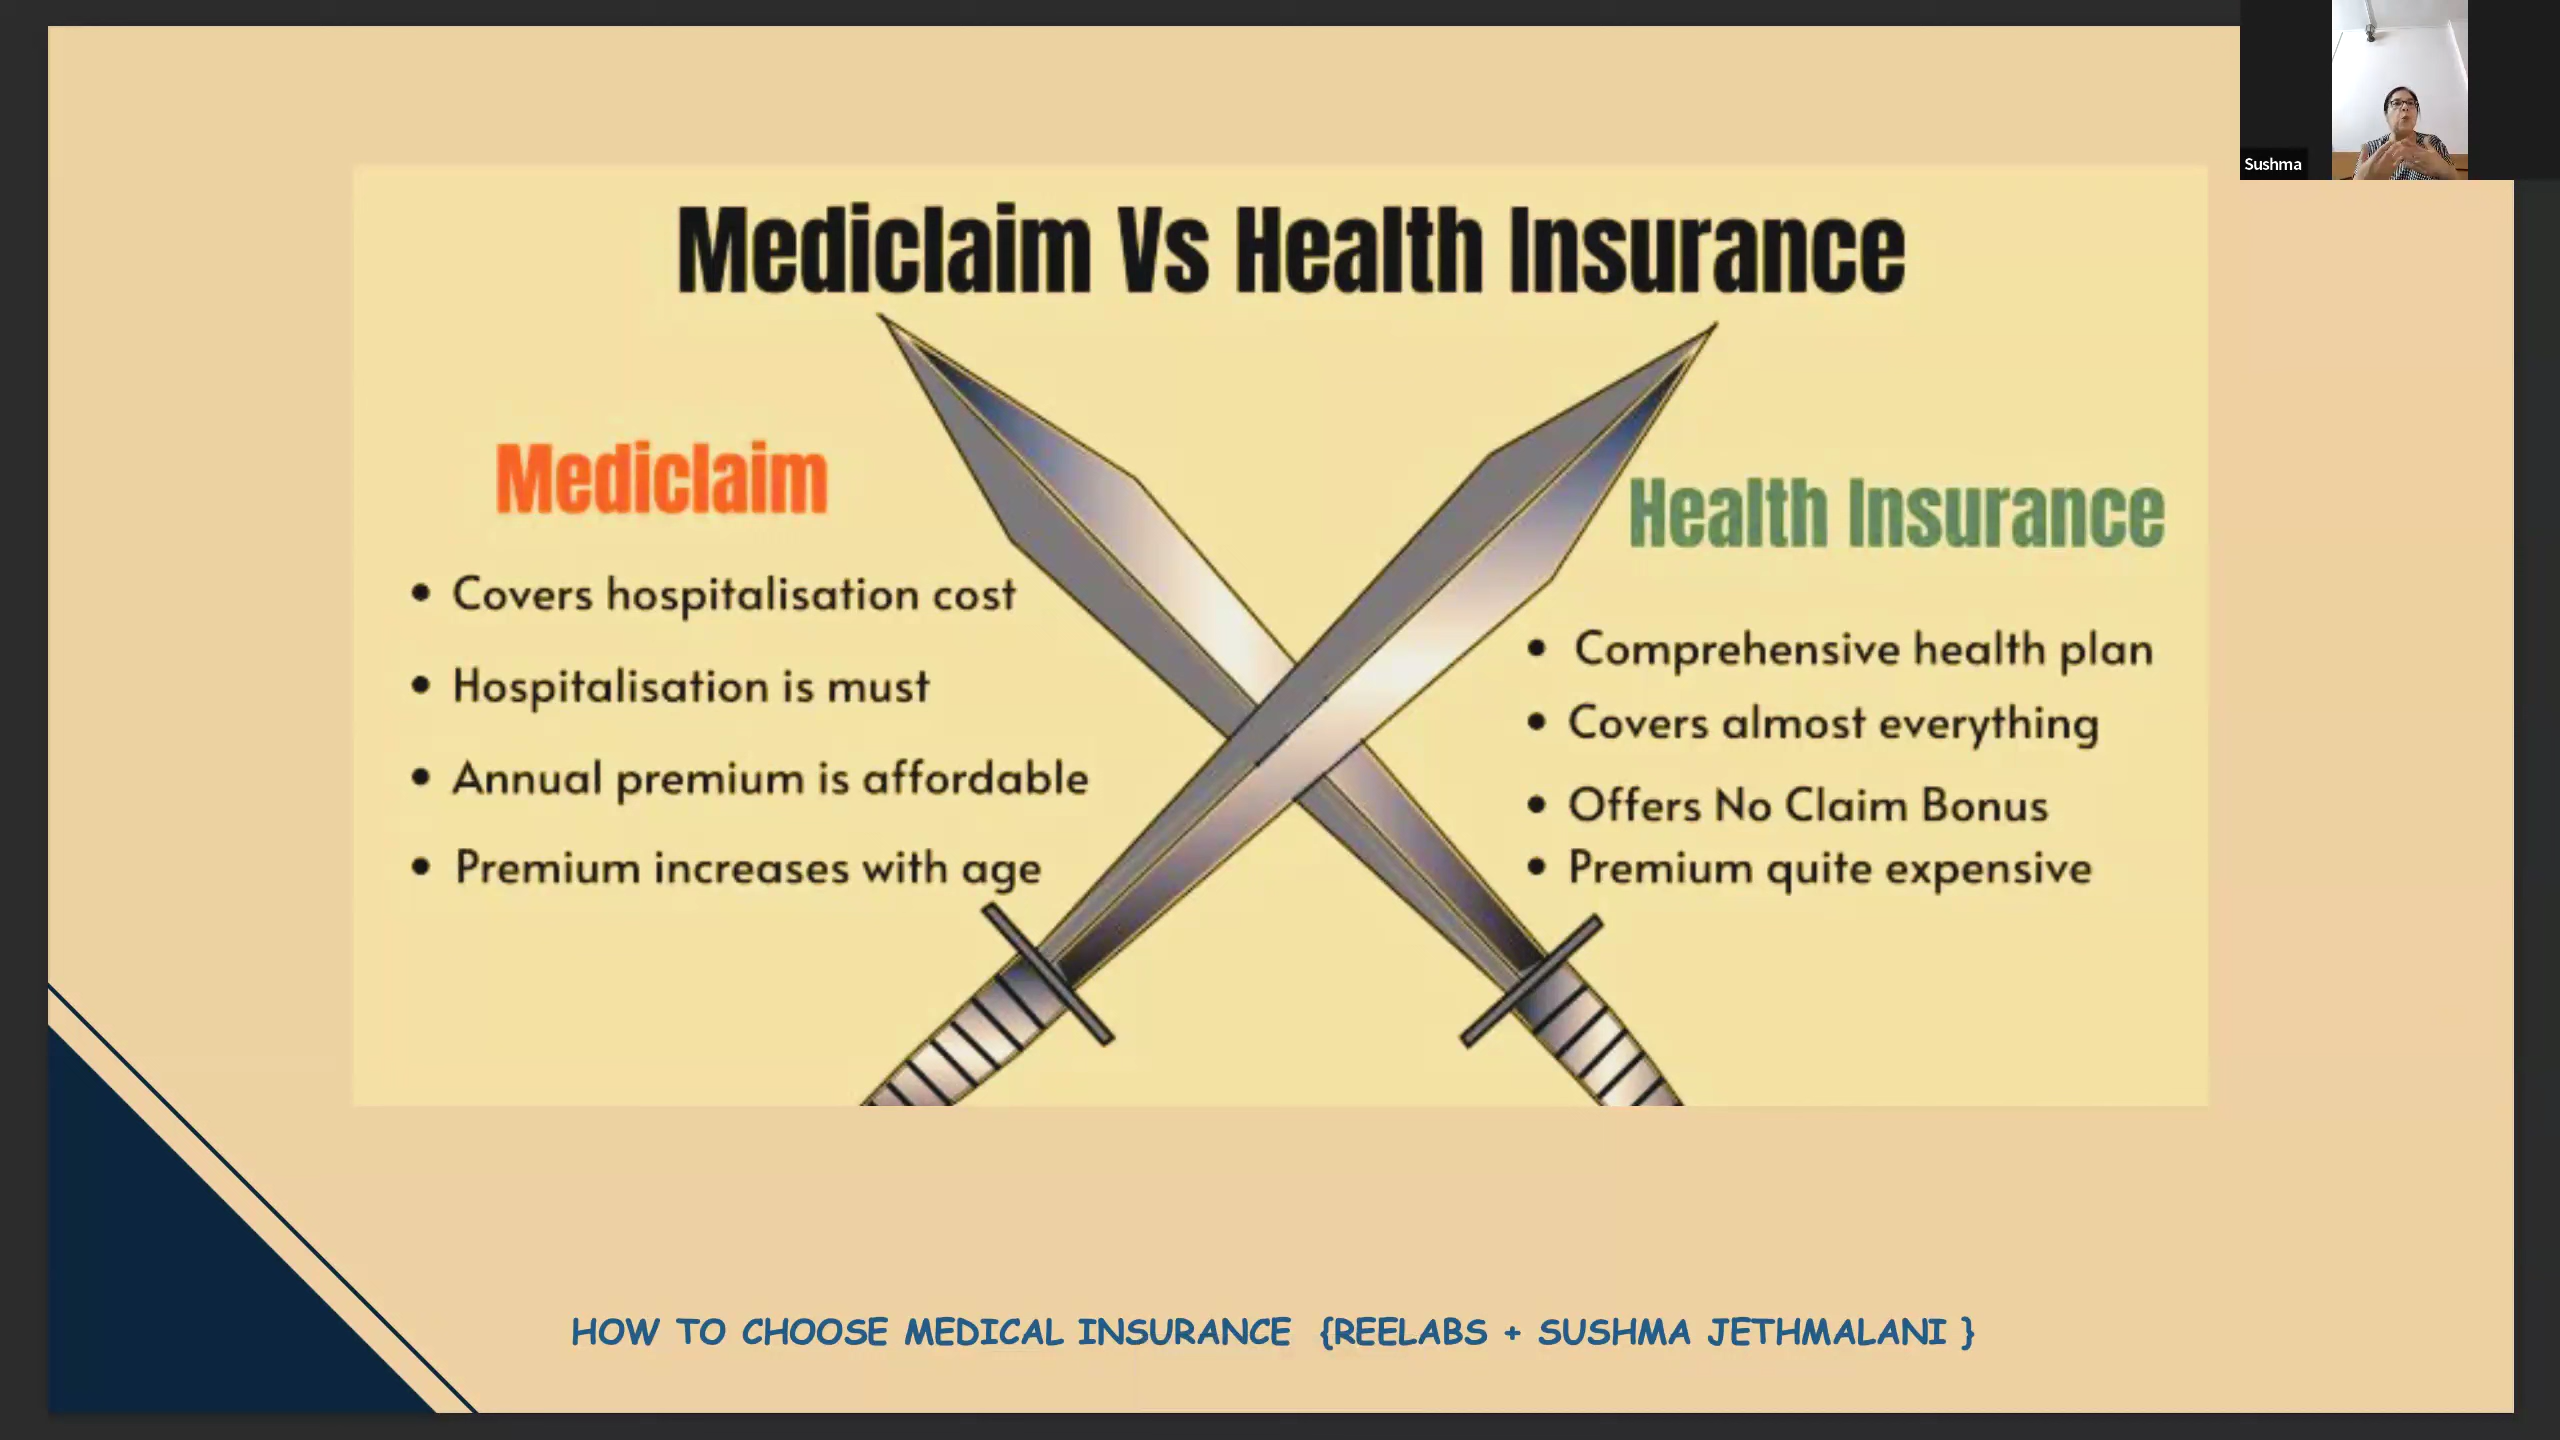 Sushma
Mediclaim Vs Health Insurance
Mediclaim
• Covers hospitalisation cost
• Hospitalisation is must
• Annual premium is affordable
• Premium increases with age
Health Insurance
• Comprehensive health plan
• Covers almost everything
• Offers No Claim Bonus
• Premium quite expensive
HOW TO CHOOSE MEDICAL INSURANCE {REELABS + SUSHMA JETHMALANI }